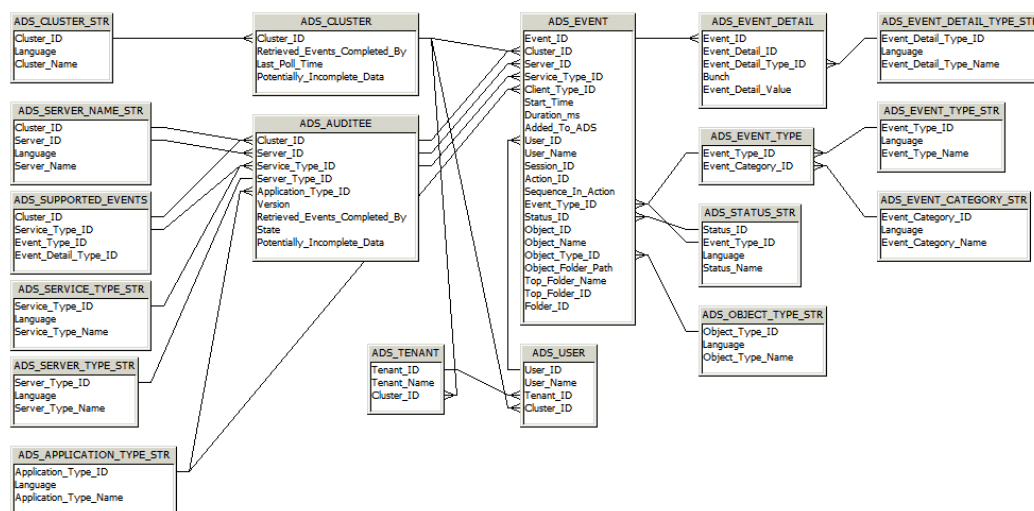 ADS_CLUSTER_STR
Cluster_ID
Language
Cluster_Name
ADS_CLUSTER
Cluster_ID
Retrieved_Events_Completed_By
Last_Poll_Time
Potentially_Incomplete_Data
ADS_EVENT
Event_ID
Cluster_ID
Server_ID
Service_Type_ID
Client_Type_ID
Start_Time
Duration_ms
Added_To_ADS
User_ID
User_Name
Session_ID
Action_ID
Sequence_In_Action
Event_Type_ID
Status_ID
Object_ID
Object_Name
Object_Type_ID
Object_Folder_Path
Top_Folder_Name
Top_Folder_ID
Folder_ID
ADS_EVENT_DETAIL
Event_ID
Event_Detail_ID
Event_Detail_Type_ID
Bunch
Event_Detail_Value
ADS_EVENT_DETAIL_TYPE_STR
Event_Detail_Type_ID
Language
Event_Detail_Type_Name
ADS_SERVER_NAME_STR
Cluster_ID
Server_ID
Language
Server_Name
ADS_AUDITEE
Cluster_ID
Server_ID
Service_Type_ID
Server_Type_ID
Application_Type_ID
Version
Retrieved_Events_Completed_By
State
Potentially_Incomplete_Data
ADS_EVENT_TYPE
Event_Type_ID
Event_Category_ID
ADS_EVENT_TYPE_STR
Event_Type_ID
Language
Event_Type_Name
ADS_SUPPORTED_EVENTS
Cluster_ID
Service_Type_ID
Event_Type_ID
Event_Detail_Type_ID
ADS_STATUS_STR
Status_ID
Event_Type_ID
Language
Status_Name
ADS_EVENT_CATEGORY_STR
Event_Category_ID
Language
Event_Category_Name
ADS_SERVICE_TYPE_STR
Service_Type_ID
Language
Service_Type_Name
ADS_OBJECT_TYPE_STR
Object_Type_ID
Language
Object_Type_Name
ADS_SERVER_TYPE_STR
Server_Type_ID
Language
Server_Type_Name
ADS_TENANT
Tenant_ID
Tenant_Name
Cluster_ID
ADS_USER
User_ID
User_Name
Tenant_ID
Cluster_ID
ADS_APPLICATION_TYPE_STR
Application_Type_ID
Language
Application_Type_Name